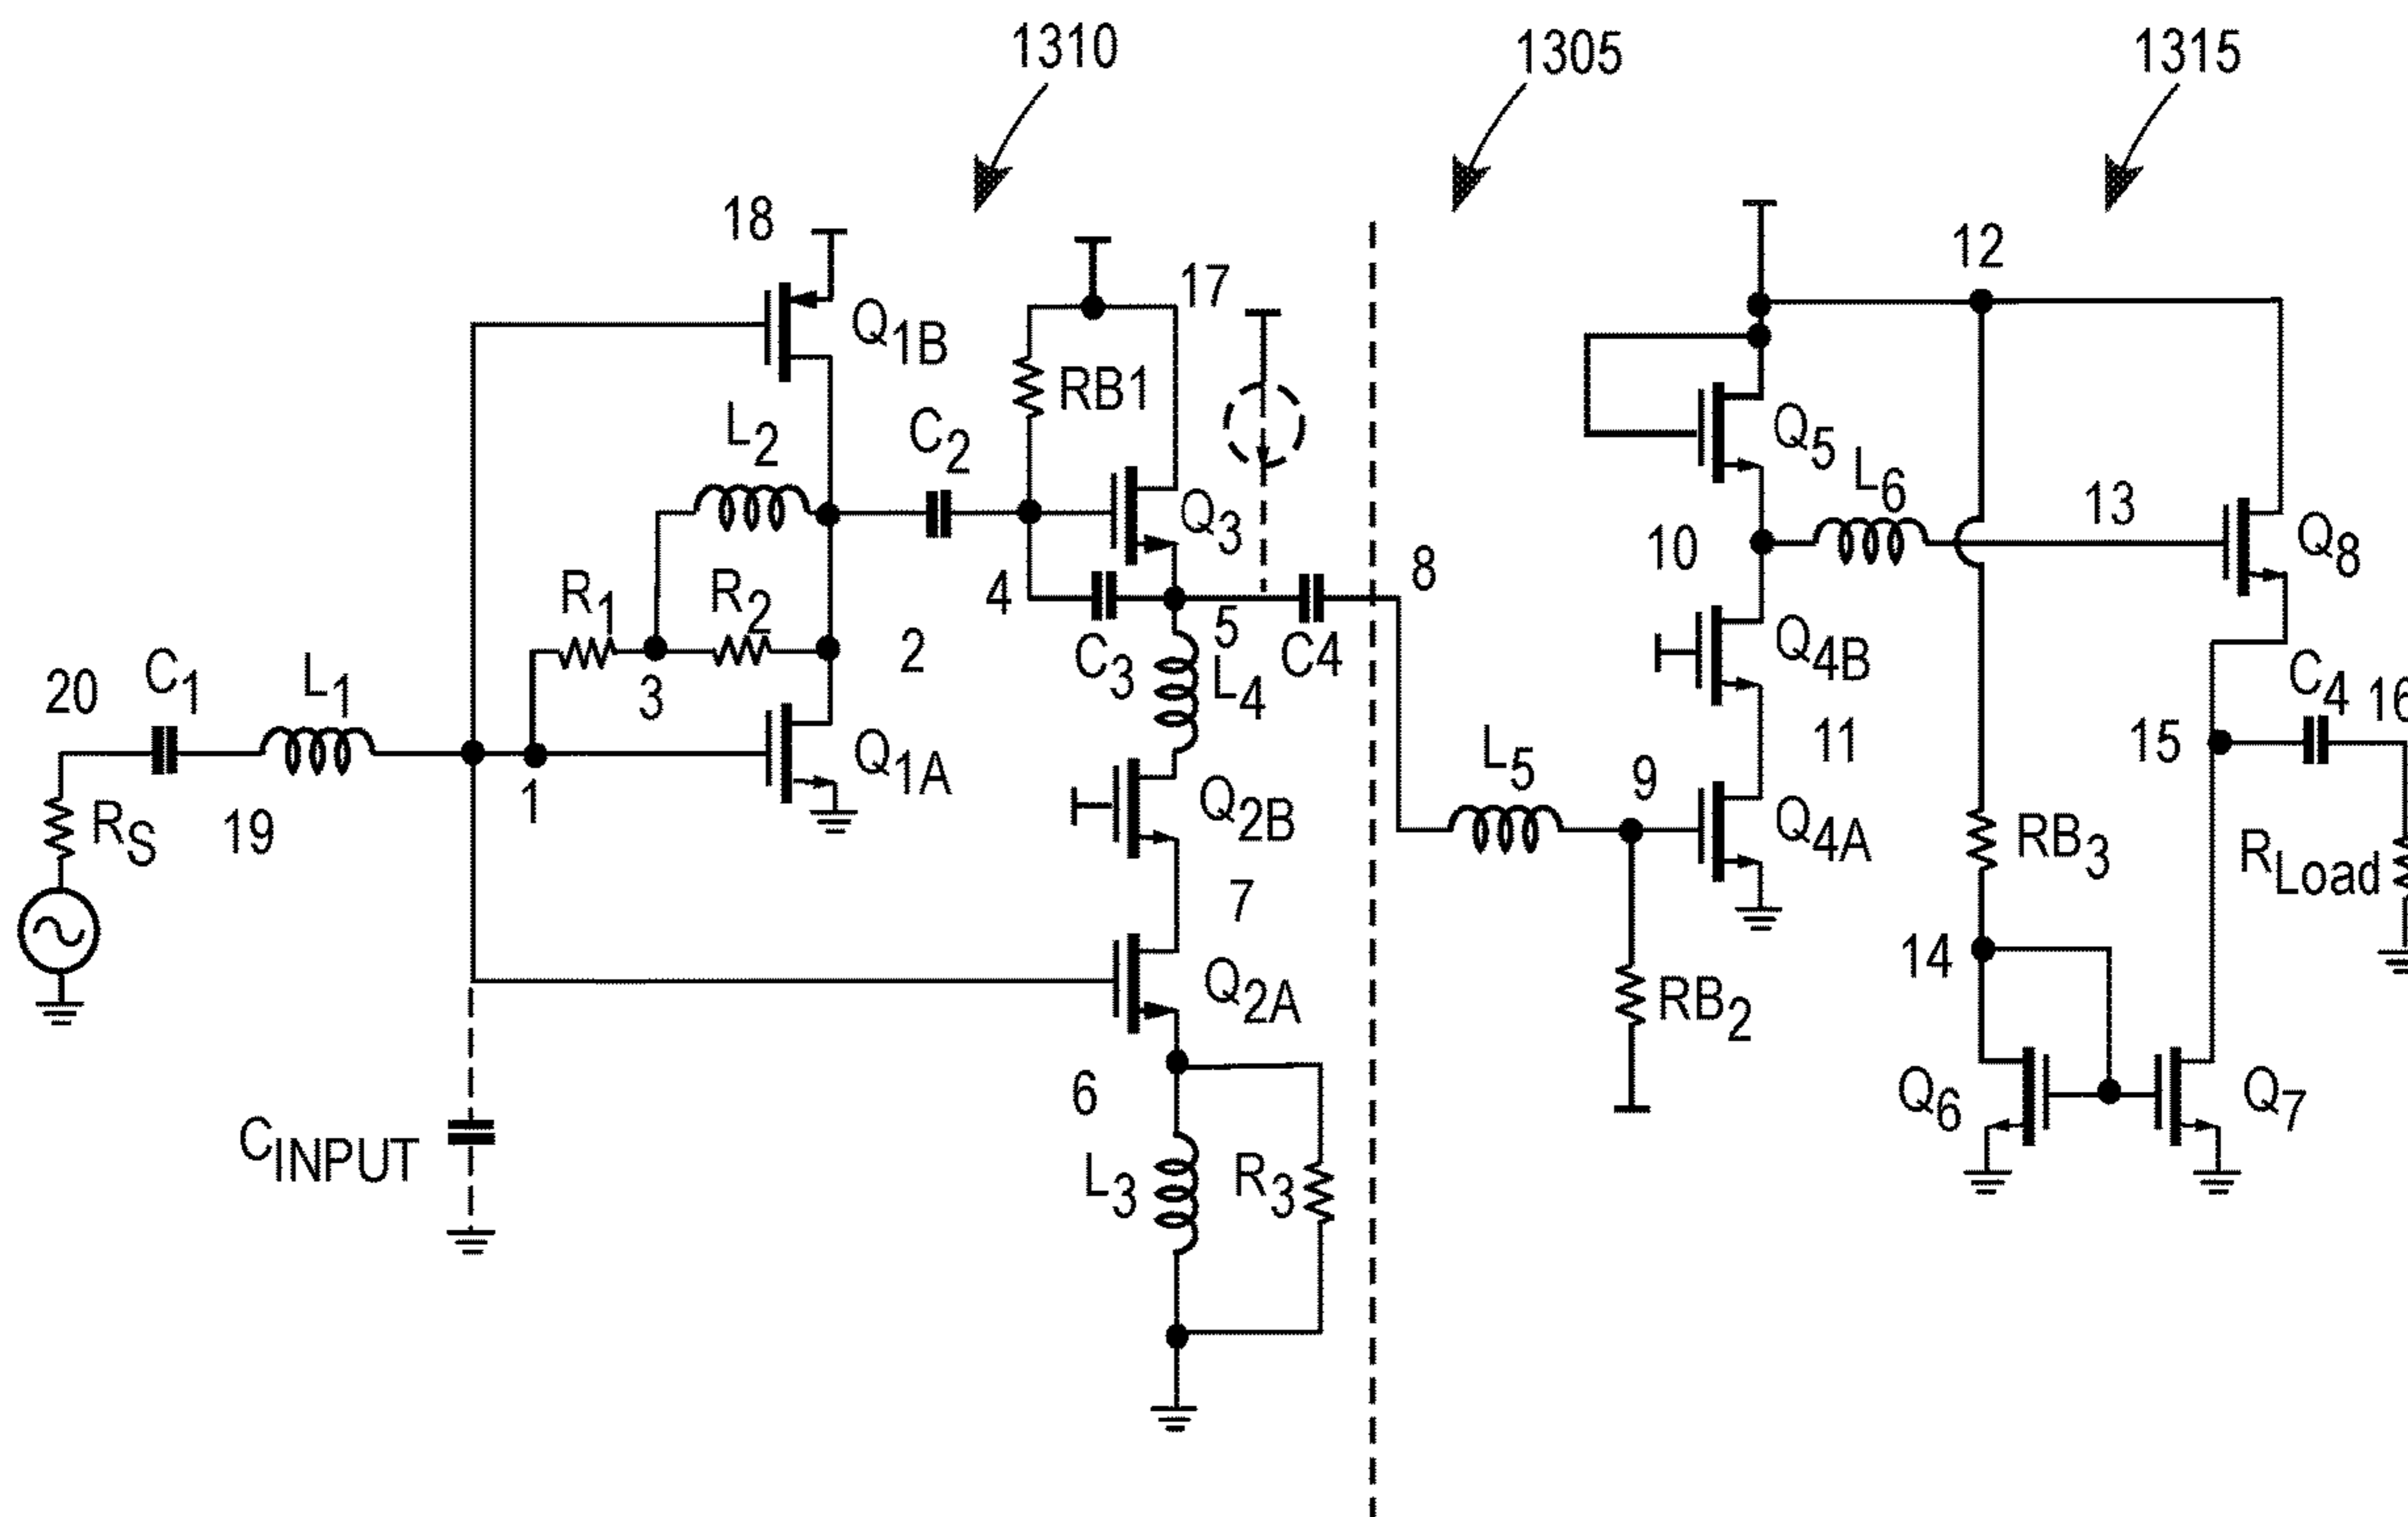 1310
1305
1315
18
12
17
Q1B
RB1
L2
C2
Q5
L6
13
Q3
10
Q8
R1
R2
4
8
2
C3
5
L4
C4
Q4B
20
C1
L1
3
11
C4
16
15
1
Q1A
Q2B
L5
9
Q4A
RS
19
RB3
RLoad
7
14
Q2A
RB2
6
Q6
Q7
CINPUT
L3
R3